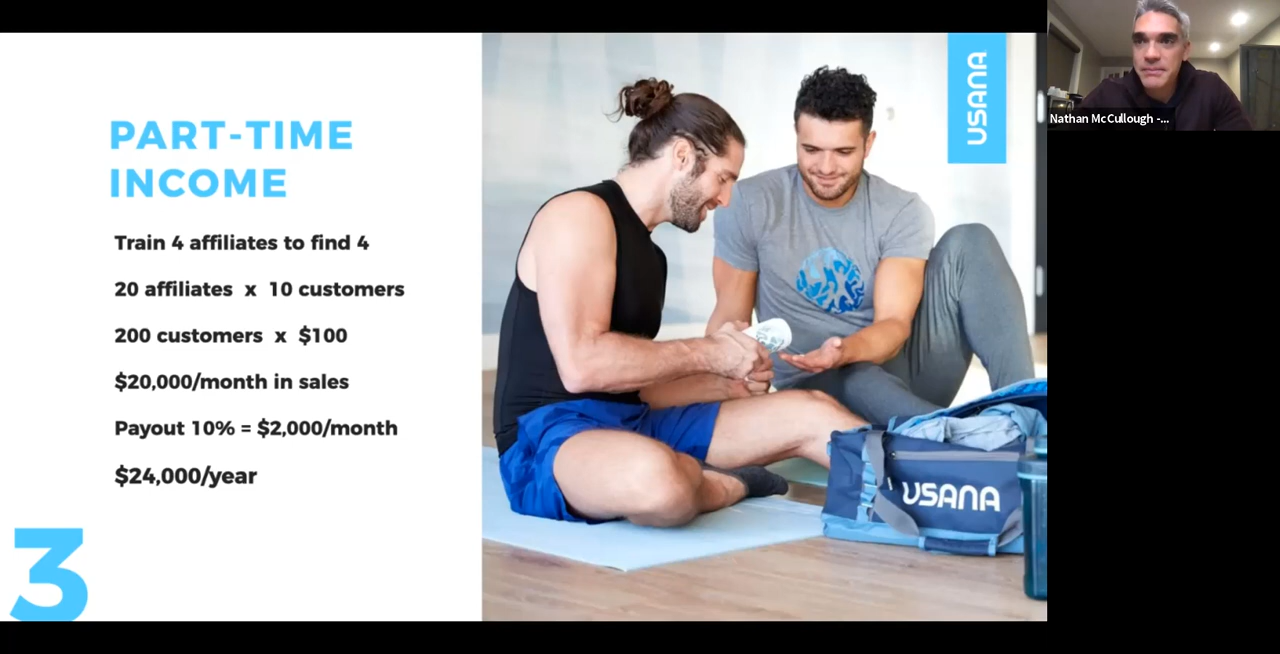 PART-TIME
INCOME
Train 4 affiliates to find 4
20 affiliates x 10 customers
200 customers x $100
$20,000/month in sales
Payout 10% = $2,000/month
$24,000/year
3
USANA
USANA
Nathan McCullough -...